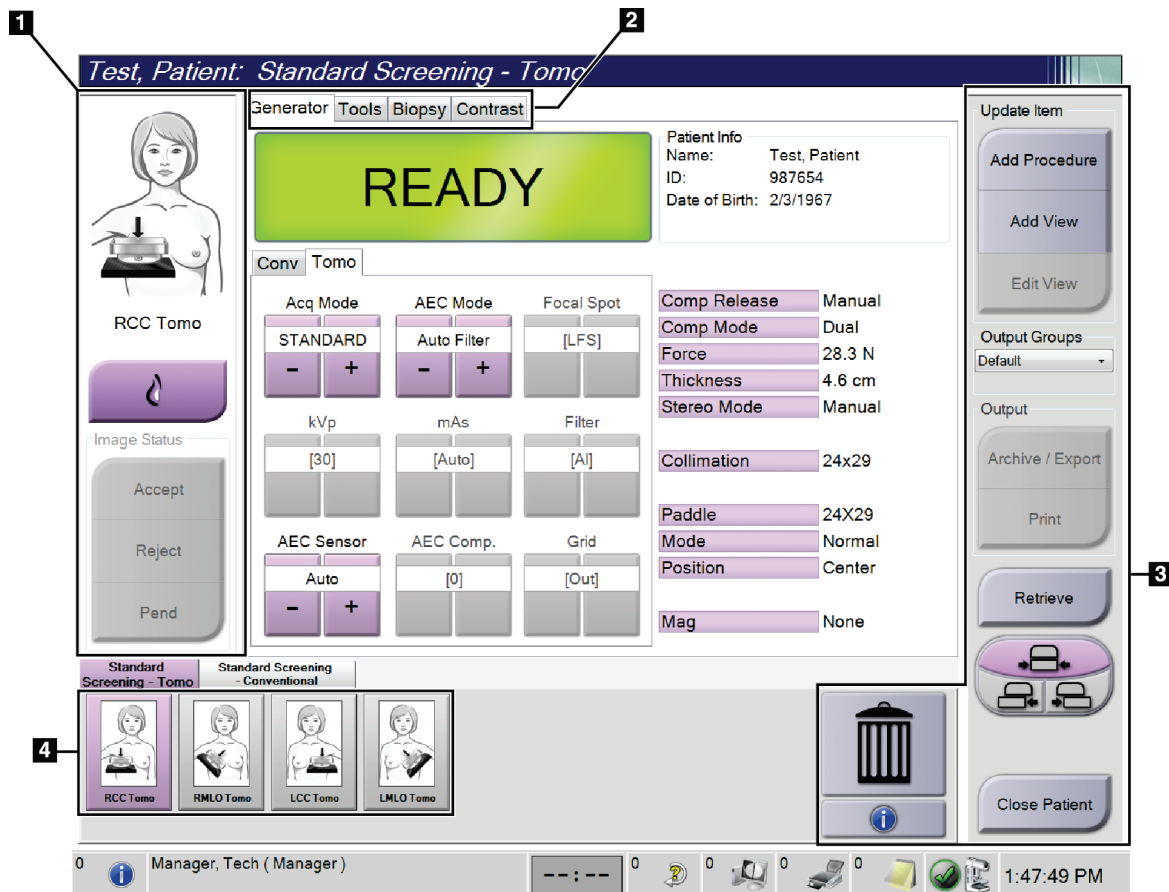 1
2
Test, Patient: Standard Screening - Tomo
Generator Tools Biopsy Contrast
READY
Patient Info
Name: Test, Patient
ID: 987654
Date of Birth: 2/3/1967
RCC Tomo
Image Status
Accept
Reject
Pend
Conv Tomo
Acq Mode AEC Mode Focal Spot
STANDARD Auto Filter [LFS]
- + - +
kVp mAs Filter
[30] [Auto] [Al]
AEC Sensor AEC Comp. Grid
Auto [0] [Out]
- +
Comp Release Manual
Comp Mode Dual
Force 28.3 N
Thickness 4.6 cm
Stereo Mode Manual
Collimation 24x29
Paddle 24X29
Mode Normal
Position Center
Mag None
Update Item
Add Procedure
Add View
Edit View
Output Groups
Default
Output
Archive / Export
Print
Retrieve
3
Close Patient
Standard
Screening - Tomo
Standard Screening
- Conventional
4
RCC Tomo RMLO Tomo LCC Tomo LMLO Tomo
i
0 i Manager, Tech ( Manager ) --:-- 0 ? 0 0 0 1:47:49 PM